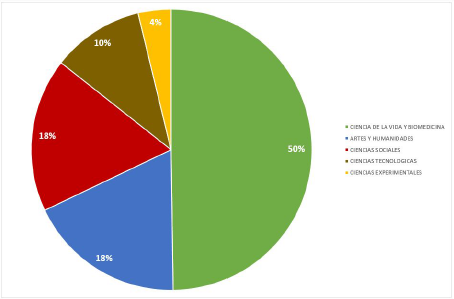 4%
10%
18%
50%
18%
CIENCIA DE LA VIDA Y BIOMEDICINA
ARTES Y HUMANIDADES
CIENCIAS SOCIALES
CIENCIAS TECNOLOGICAS
CIENCIAS EXPERIMENTALES